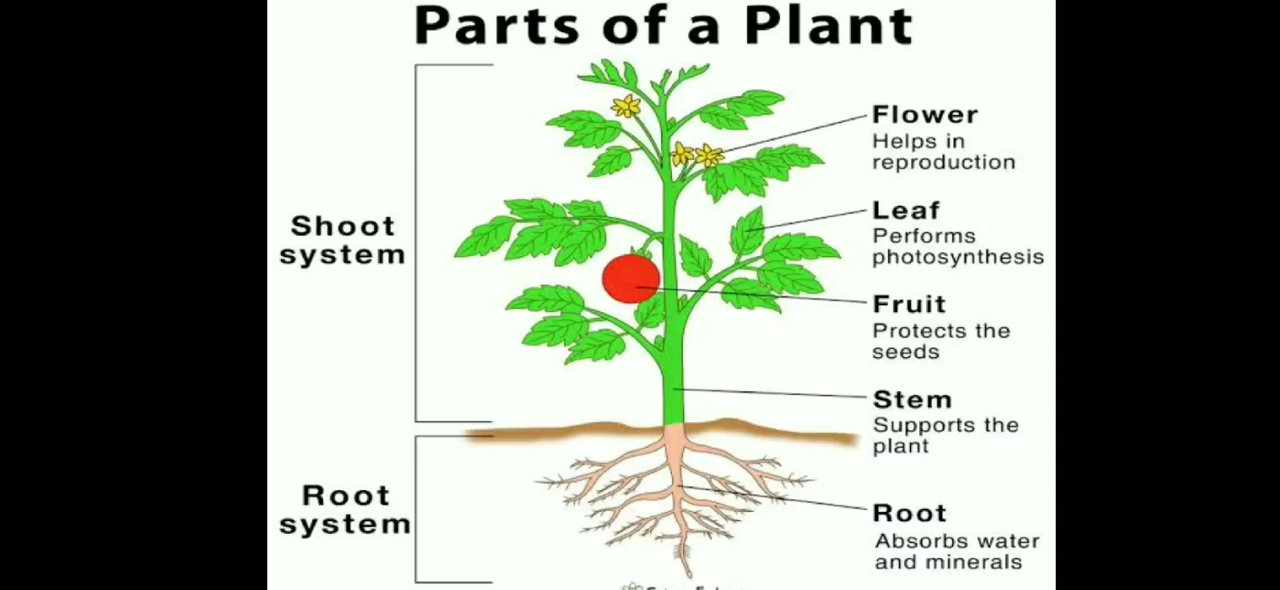 Parts of a Plant
Shoot
system
Flower
Helps in
reproduction
Leaf
Performs
photosynthesis
Fruit
Protects the
seeds
Stem
Supports the
plant
Root
system
Root
Absorbs water
and minerals